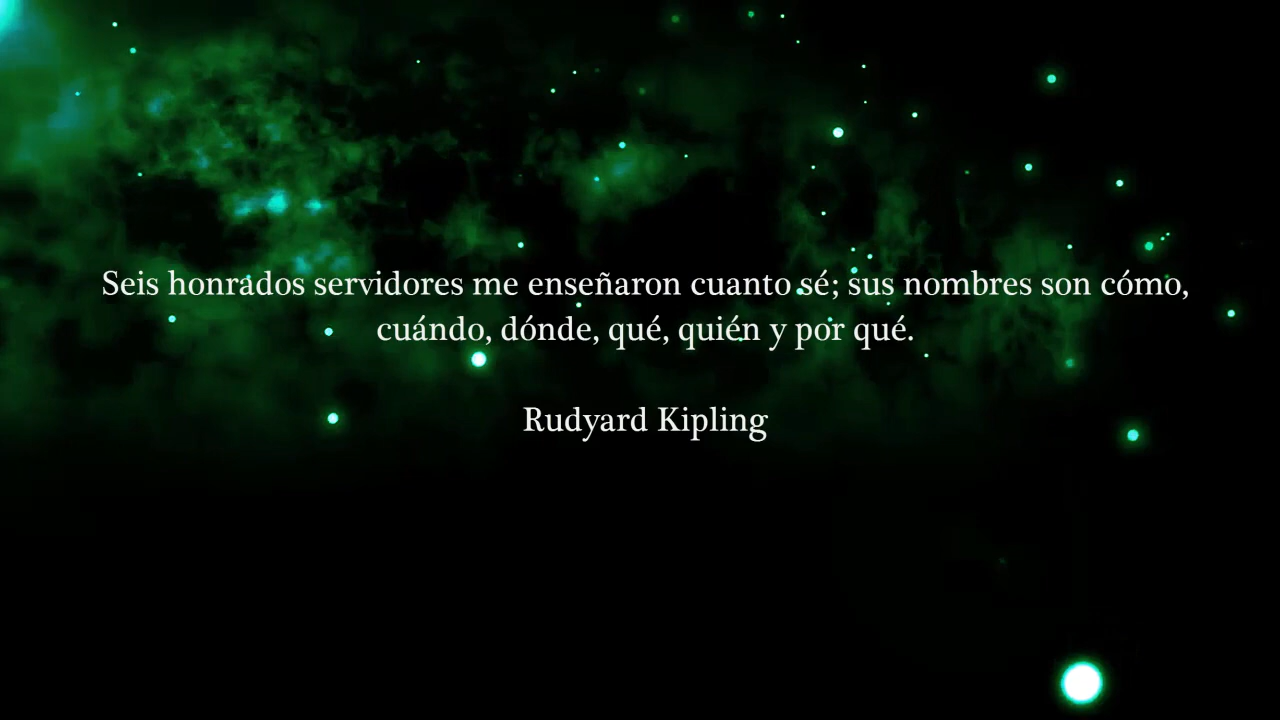 Seis honrados servidores me enseñaron cuanto sé; sus nombres son cómo,
cuándo, dónde, qué, quién y por qué.
Rudyard Kipling